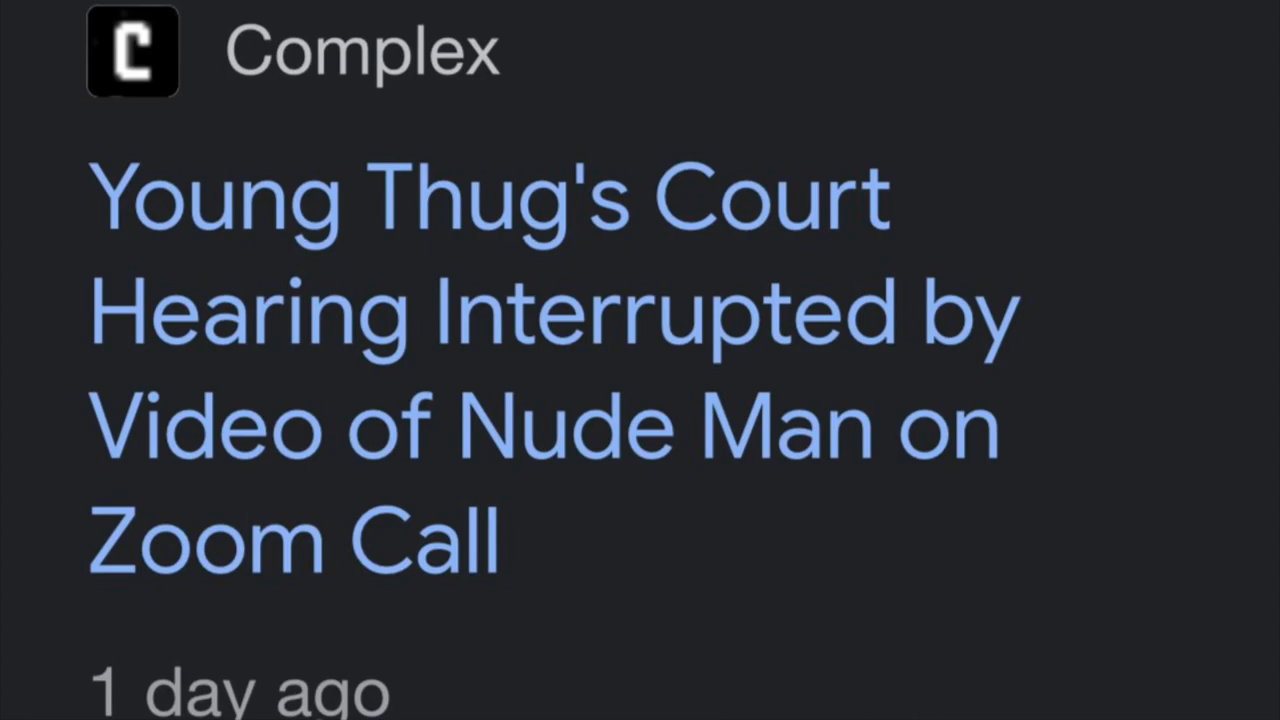 C Complex
Young Thug's Court
Hearing Interrupted by
Video of Nude Man on
Zoom Call
1 day ago